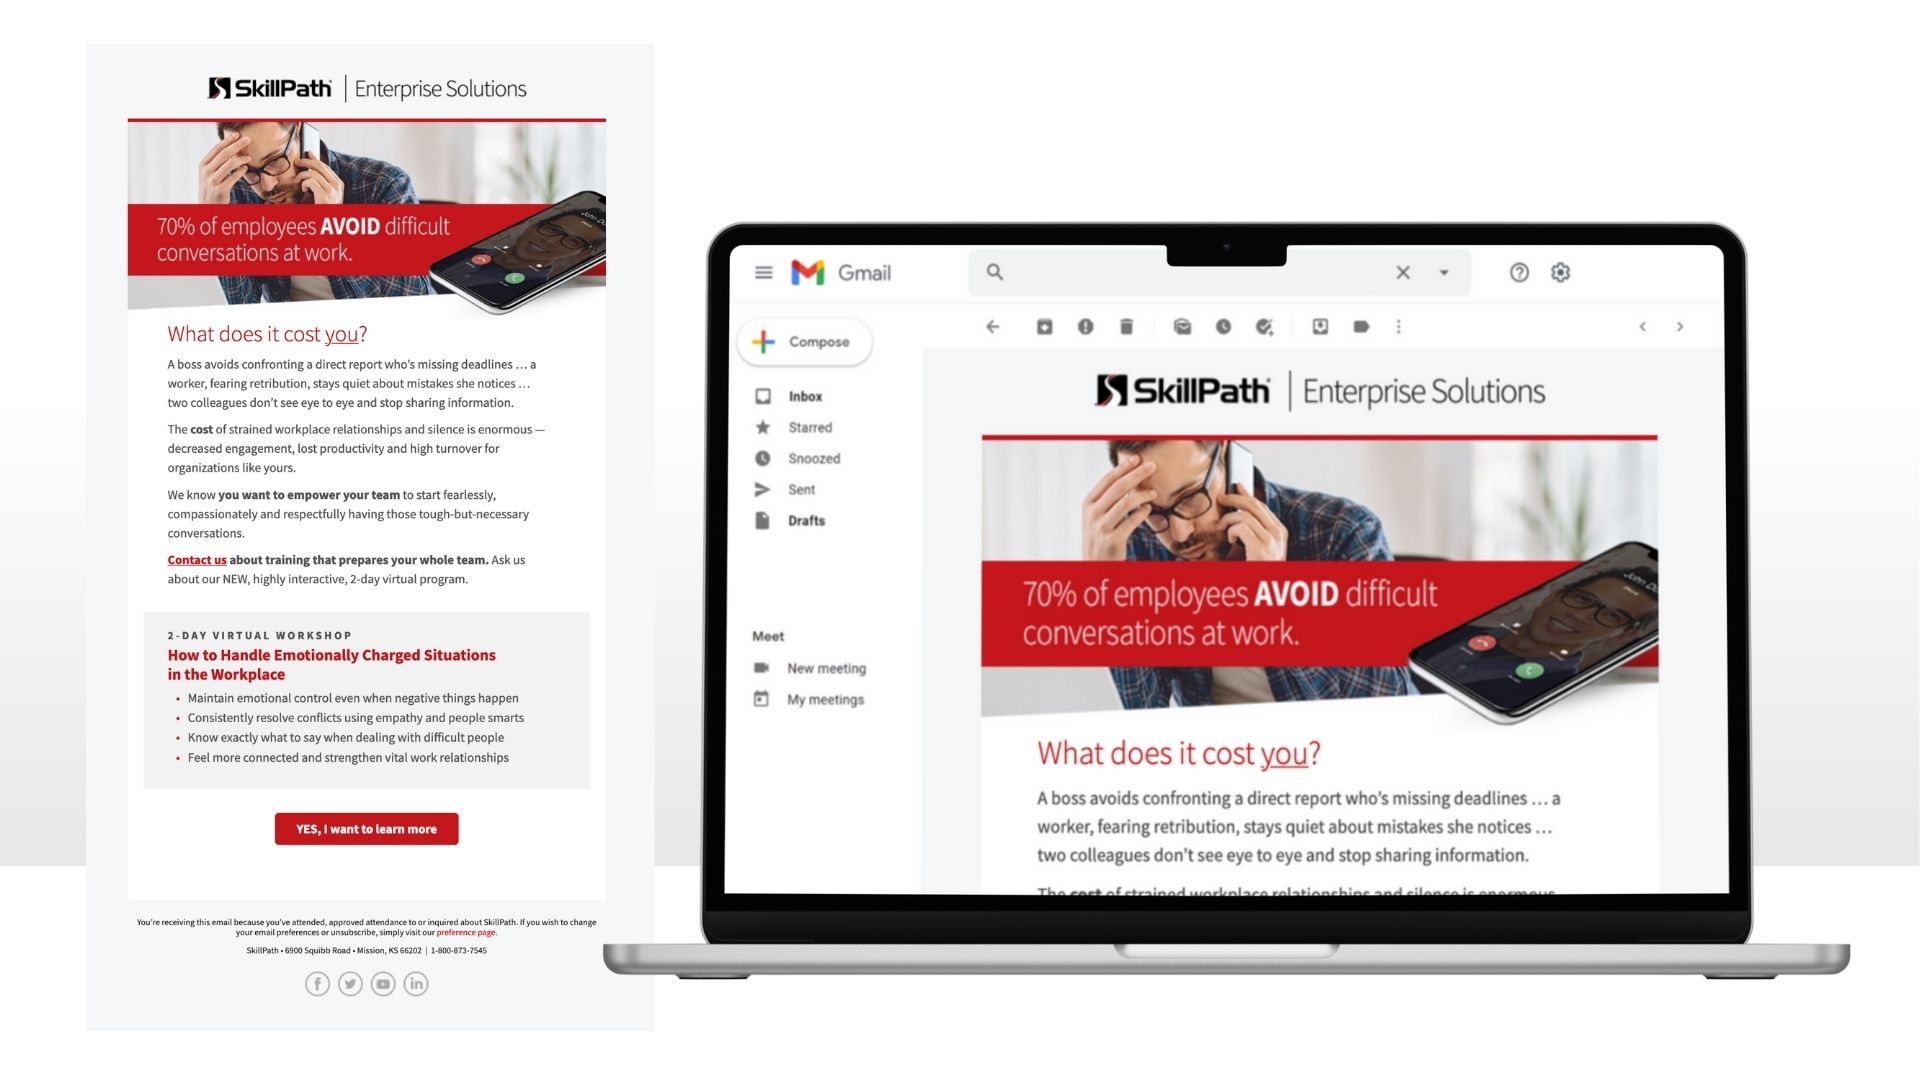 SkillPath | Enterprise Solutions
70% of employees AVOID difficult
conversations at work.
What does it cost you?
A boss avoids confronting a direct report who's missing deadlines … a
worker, fearing retribution, stays quiet about mistakes she notices …
two colleagues don't see eye to eye and stop sharing information.
The cost of strained workplace relationships and silence is enormous —
decreased engagement, lost productivity and high turnover for
organizations like yours.
We know you want to empower your team to start fearlessly,
compassionately and respectfully having those tough-but-necessary
conversations.
Contact us about training that prepares your whole team. Ask us
about our NEW, highly interactive, 2-day virtual program.
2-DAY VIRTUAL WORKSHOP
How to Handle Emotionally Charged Situations
in the Workplace
• Maintain emotional control even when negative things happen
• Consistently resolve conflicts using empathy and people smarts
• Know exactly what to say when dealing with difficult people
• Feel more connected and strengthen vital work relationships
YES, I want to learn more
You're receiving this email because you've attended, approved attendance to or inquired about SkillPath. If you wish to change
your email preferences or unsubscribe, simply visit our preference page.
SkillPath • 6900 Squibb Road • Mission, KS 66202 | 1-800-873-7545
Gmail
Compose
Inbox
Starred
Snoozed
Sent
Drafts
Meet
New meeting
My meetings
SkillPath | Enterprise Solutions
70% of employees AVOID difficult
conversations at work.
John
What does it cost you?
A boss avoids confronting a direct report who's missing deadlines … a
worker, fearing retribution, stays quiet about mistakes she notices …
two colleagues don't see eye to eye and stop sharing information.
The cost of strained workplace relationships and silence is enormous